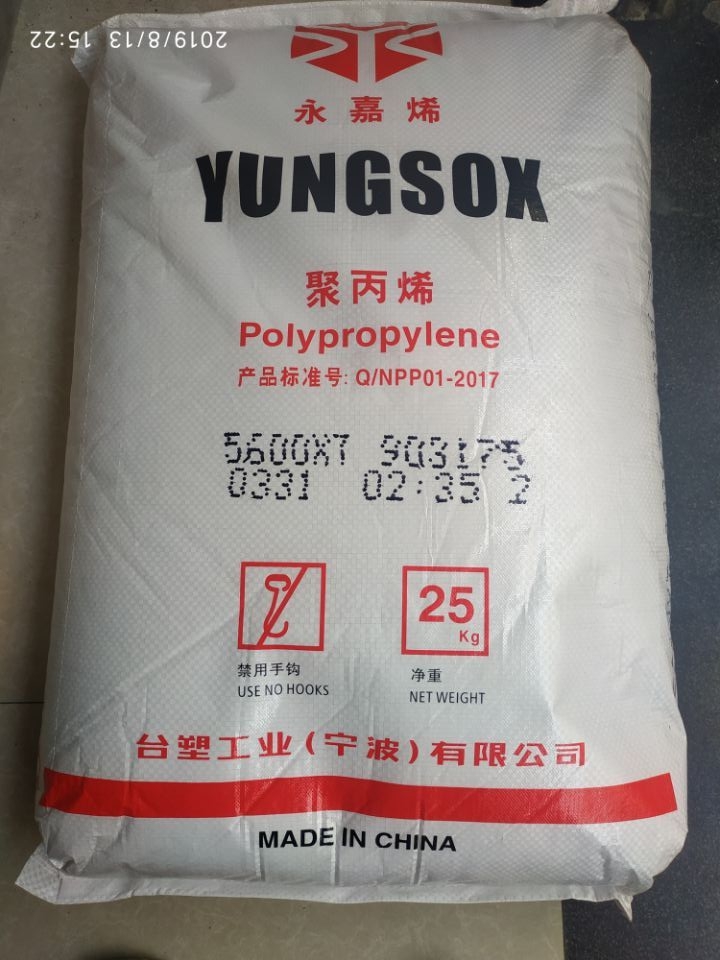 2019/8/13 15:22
永嘉烯
YUNGSOX
聚丙烯
Polypropylene
产品标准号: Q/NPP01-2017
5600XT 903175
0331 02:35 2
25
Kg
禁用手钩
USE NO HOOKS
净重
NET WEIGHT
台塑工业(宁波)有限公司
MADE IN CHINA